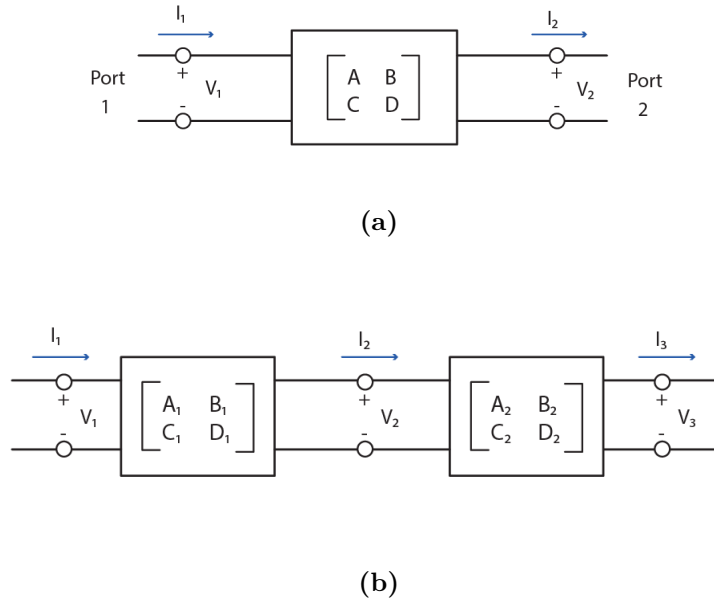 I₁ I₂
Port 1 + - V₁
A B
C D
+ - V₂ Port 2
(a)
I₁ I₂ I₃
+ - V₁
A₁ B₁
C₁ D₁
+ - V₂
A₂ B₂
C₂ D₂
+ - V₃
(b)